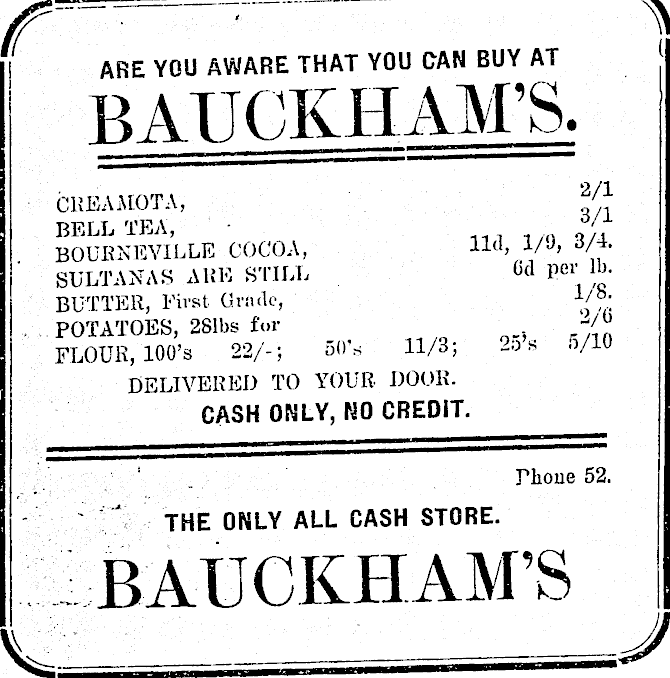 ARE YOU AWARE THAT YOU CAN BUY AT
BAUCKHAM'S.
CREAMOTA, 2/1
BELL TEA, 3/1
BOURNEVILLE COCOA, 11d, 1/9, 3/4.
SULTANAS ARE STILL 6d per lb.
BUTTER, First Grade, 1/8.
POTATOES, 28lbs for 2/6
FLOUR, 100's 22/-; 50's 11/3; 25's 5/10
DELIVERED TO YOUR DOOR.
CASH ONLY, NO CREDIT.
Phone 52.
THE ONLY ALL CASH STORE.
BAUCKHAM'S